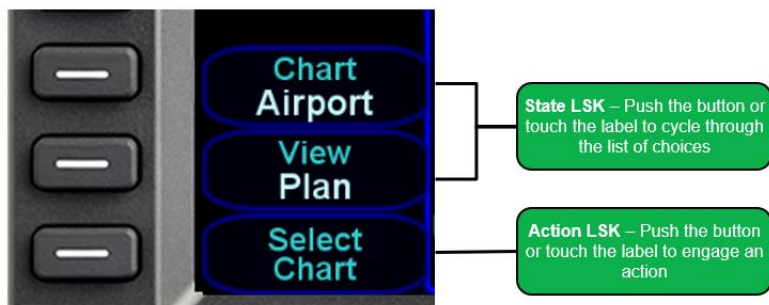 Chart
Airport
View
Plan
Select
Chart
State LSK – Push the button or
touch the label to cycle through
the list of choices
Action LSK – Push the button
or touch the label to engage an
action